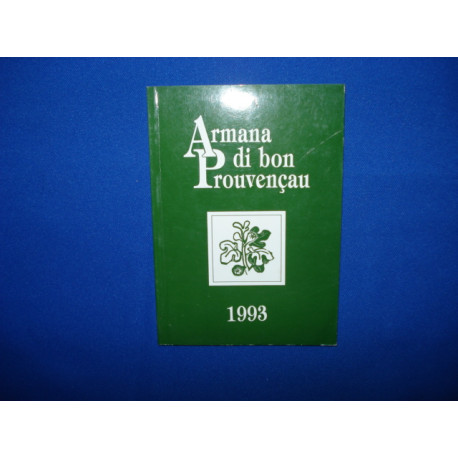 Armana
di bon
Prouvençau
1993